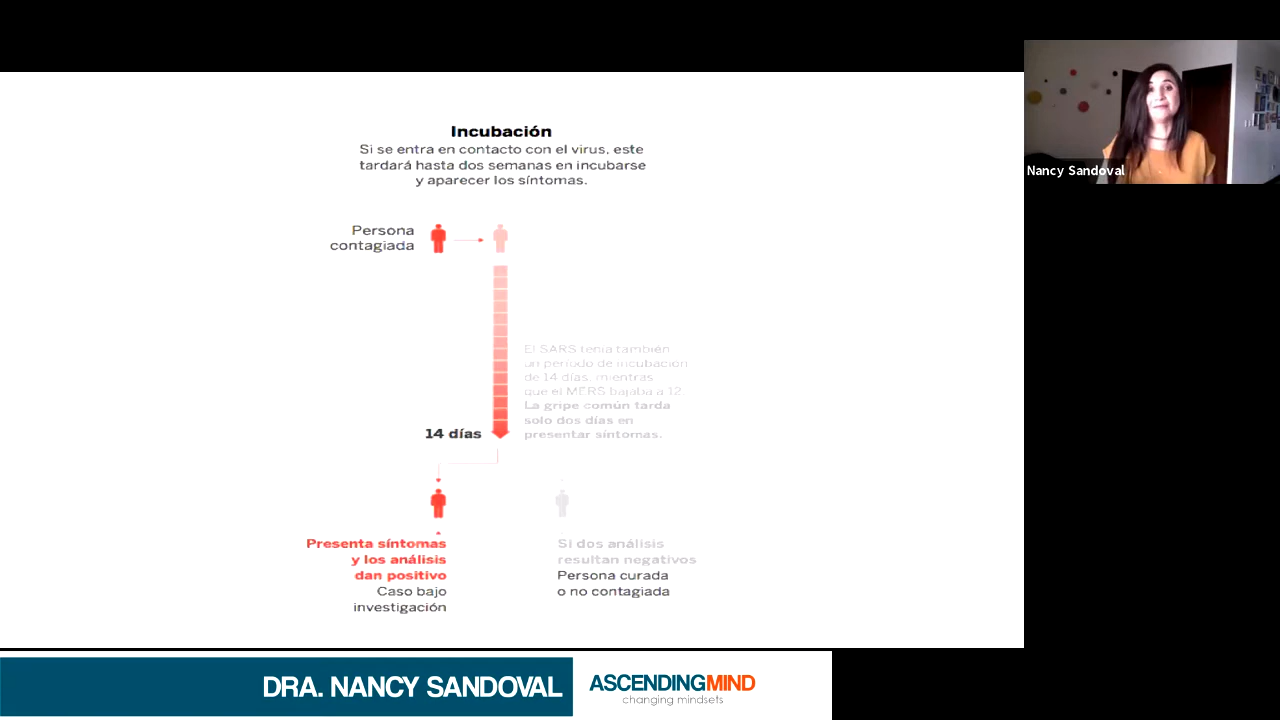 Incubación
Si se entra en contacto con el virus, este
tardará hasta dos semanas en incubarse
y aparecer los síntomas.
Persona
contagiada
El SARS tenía también
un período de incubación
de 14 días, mientras
que el MERS bajaba a 12.
La gripe común tarda
solo dos días en
presentar síntomas.
14 días
Presenta síntomas
y los análisis
dan positivo
Caso bajo
investigación
Si dos análisis
resultan negativos
Persona curada
o no contagiada
Nancy Sandoval
DRA. NANCY SANDOVAL
ASCENDINGMIND
changing mindsets